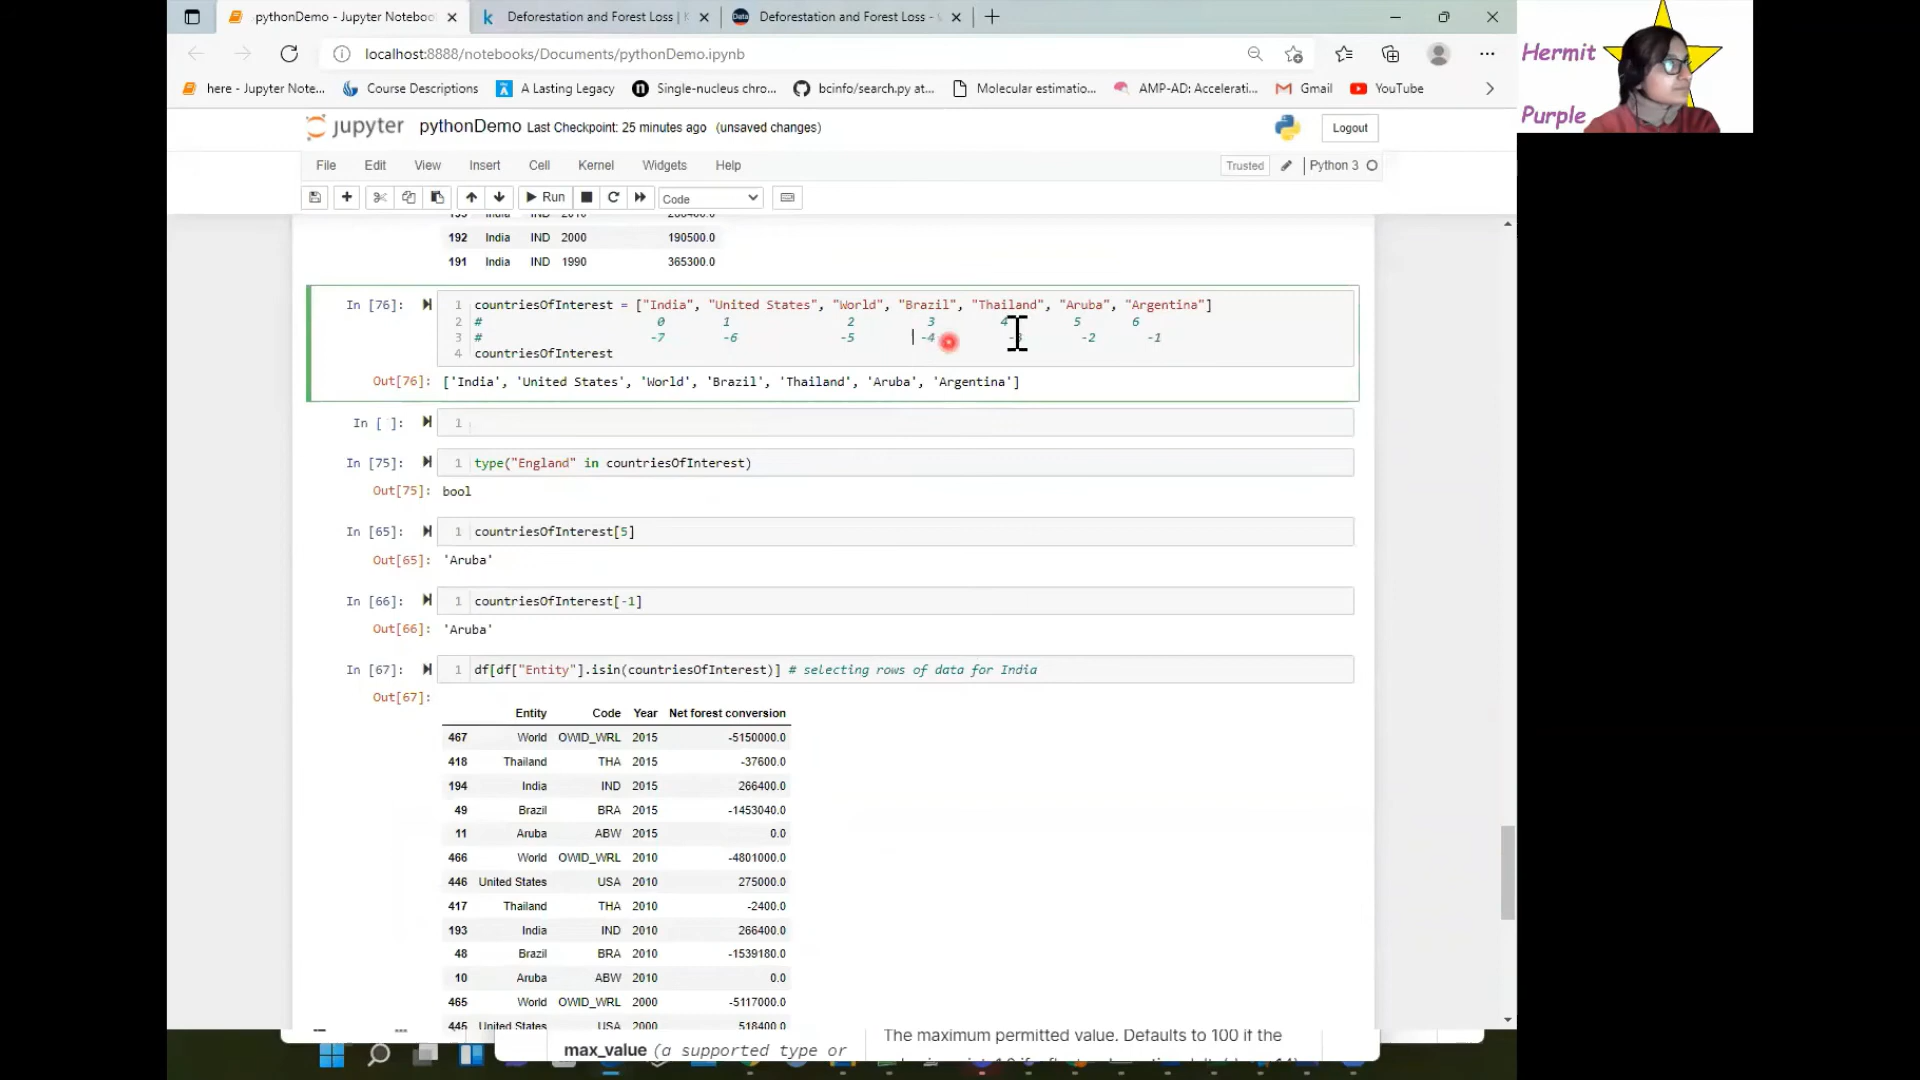 pythonDemo - Jupyter Noteboo
Deforestation and Forest Loss | K
Data
Deforestation and Forest Loss -
localhost:8888/notebooks/Documents/pythonDemo.ipynb
here - Jupyter Note...
Course Descriptions
A Lasting Legacy
Single-nucleus chro...
bcinfo/search.py at...
Molecular estimatio...
AMP-AD: Accelerati...
Gmail
YouTube
Hermit
Purple
jupyter pythonDemo Last Checkpoint: 25 minutes ago (unsaved changes)
Logout
File Edit View Insert Cell Kernel Widgets Help
Trusted Python 3
Run Code
192 India IND 2000 190500.0
191 India IND 1990 365300.0
In [76]: 1 countriesOfInterest = ["India", "United States", "World", "Brazil", "Thailand", "Aruba", "Argentina"]
2 # 0 1 2 3 4 5 6
3 # -7 -6 -5 -4 -2 -1
4 countriesOfInterest
Out[76]: ['India', 'United States', 'World', 'Brazil', 'Thailand', 'Aruba', 'Argentina']
In [ ]: 1
In [75]: 1 type("England" in countriesOfInterest)
Out[75]: bool
In [65]: 1 countriesOfInterest[5]
Out[65]: 'Aruba'
In [66]: 1 countriesOfInterest[-1]
Out[66]: 'Aruba'
In [67]: 1 df[df["Entity"].isin(countriesOfInterest)] # selecting rows of data for India
Out[67]:
Entity Code Year Net forest conversion
467 World OWID_WRL 2015 -5150000.0
418 Thailand THA 2015 -37600.0
194 India IND 2015 266400.0
49 Brazil BRA 2015 -1453040.0
11 Aruba ABW 2015 0.0
466 World OWID_WRL 2010 -4801000.0
446 United States USA 2010 275000.0
417 Thailand THA 2010 -2400.0
193 India IND 2010 266400.0
48 Brazil BRA 2010 -1539180.0
10 Aruba ABW 2010 0.0
465 World OWID_WRL 2000 -5117000.0
445 United States USA 2000 518400.0
The maximum permitted value. Defaults to 100 if the
max_value (a supported type or